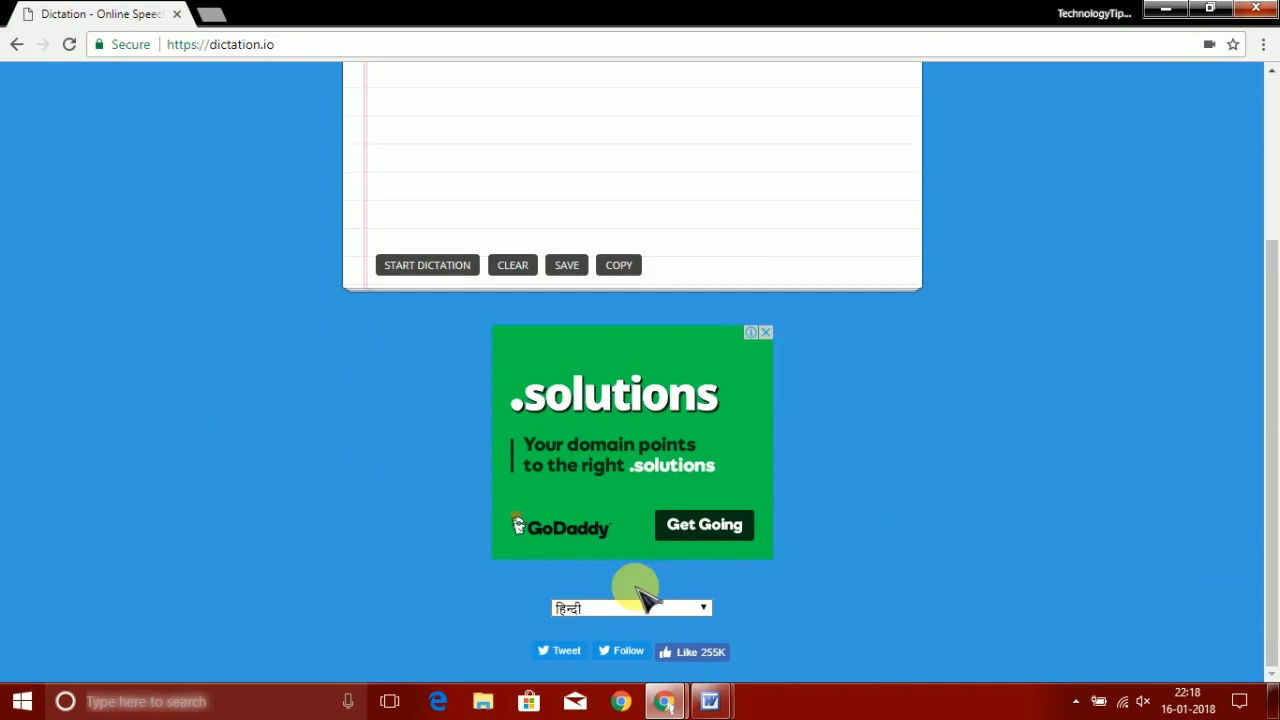 Dictation - Online Speec
TechnologyTip...
Secure
https://dictation.io
START DICTATION
CLEAR
SAVE
COPY
.solutions
Your domain points
to the right .solutions
GoDaddy
Get Going
हिन्दी
Tweet
Follow
Like 255K
Type here to search
22:18
16-01-2018